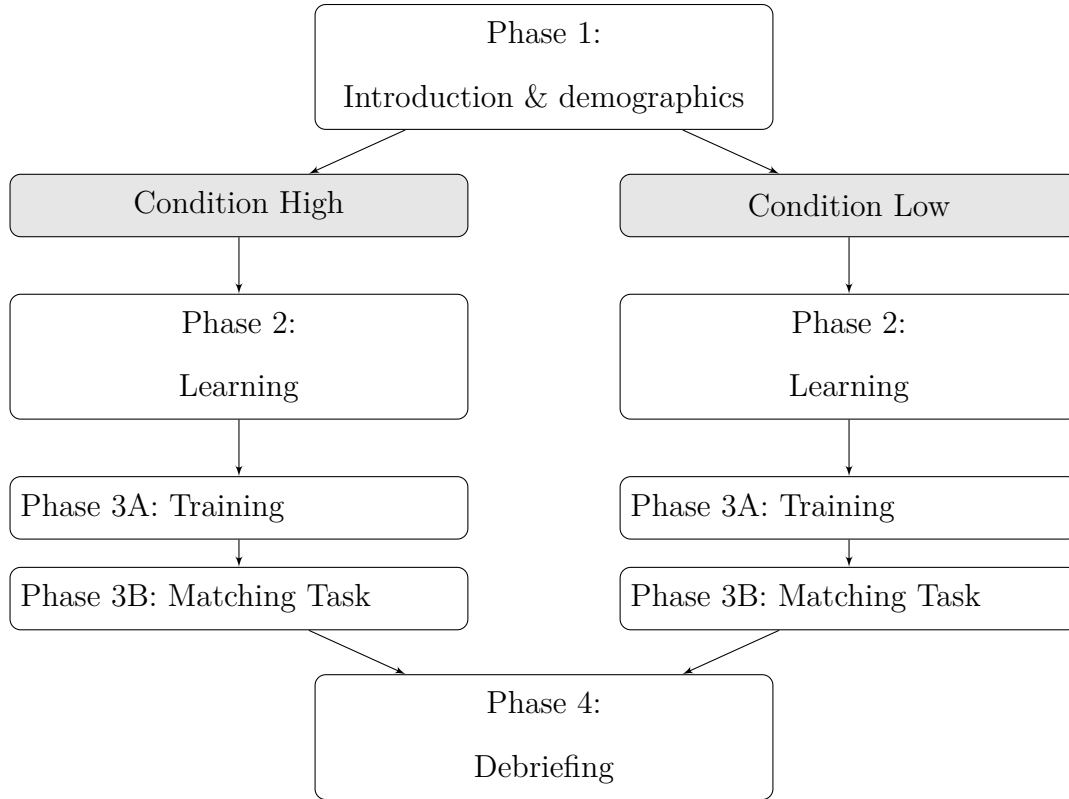 Phase 1:
Introduction & demographics
Condition High
Condition Low
Phase 2:
Learning
Phase 2:
Learning
Phase 3A: Training
Phase 3A: Training
Phase 3B: Matching Task
Phase 3B: Matching Task
Phase 4:
Debriefing